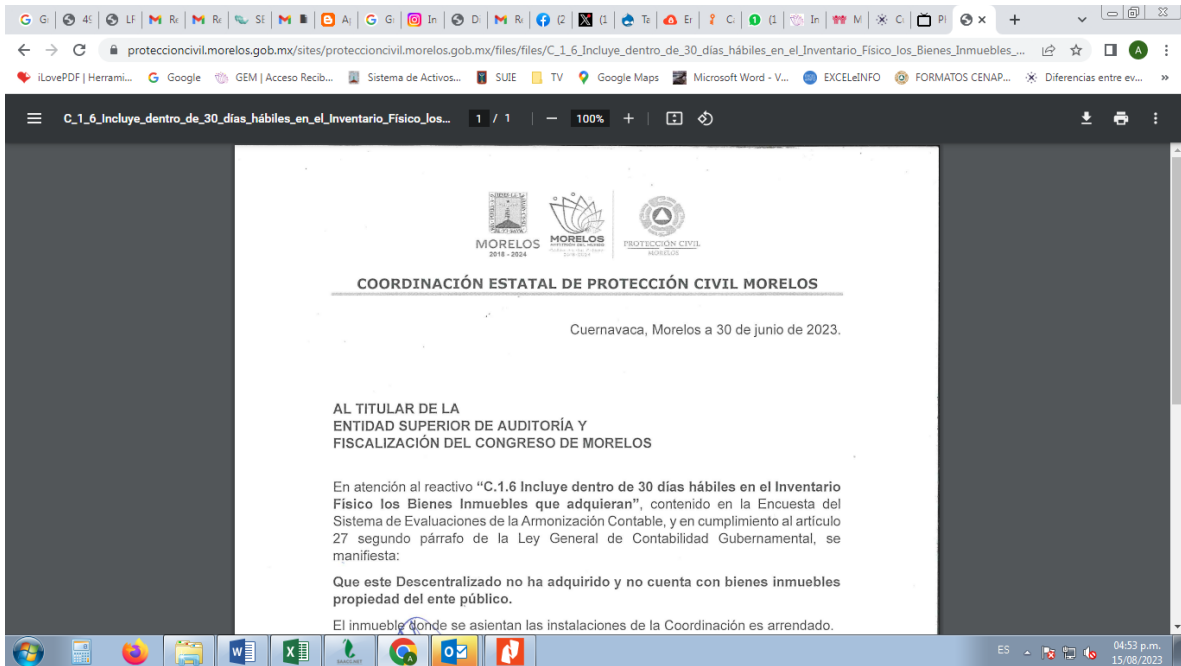 proteccioncivil.morelos.gob.mx/sites/proteccioncivil.morelos.gob.mx/files/files/C_1_6_Incluye_dentro_de_30_días_hábiles_en_el_Inventario_Físico_los_Bienes_Inmuebles_...
iLovePDF | Herrami... Google GEM | Acceso Recib... Sistema de Activos... SUIE TV Google Maps Microsoft Word - V... EXCELeINFO FORMATOS CENAP... Diferencias entre ev... »
C_1_6_Incluye_dentro_de_30_días_hábiles_en_el_Inventario_Físico_los... 1 / 1 100%
MORELOS
2018 - 2024
MORELOS
2018-2024
PROTECCIÓN CIVIL
MORELOS
COORDINACIÓN ESTATAL DE PROTECCIÓN CIVIL MORELOS
Cuernavaca, Morelos a 30 de junio de 2023.
AL TITULAR DE LA
ENTIDAD SUPERIOR DE AUDITORÍA Y
FISCALIZACIÓN DEL CONGRESO DE MORELOS
En atención al reactivo “C.1.6 Incluye dentro de 30 días hábiles en el Inventario
Físico los Bienes Inmuebles que adquieran”, contenido en la Encuesta del
Sistema de Evaluaciones de la Armonización Contable, y en cumplimiento al artículo
27 segundo párrafo de la Ley General de Contabilidad Gubernamental, se
manifiesta:
Que este Descentralizado no ha adquirido y no cuenta con bienes inmuebles
propiedad del ente público.
El inmueble donde se asientan las instalaciones de la Coordinación es arrendado.
ES 04:53 p.m.
15/08/2023